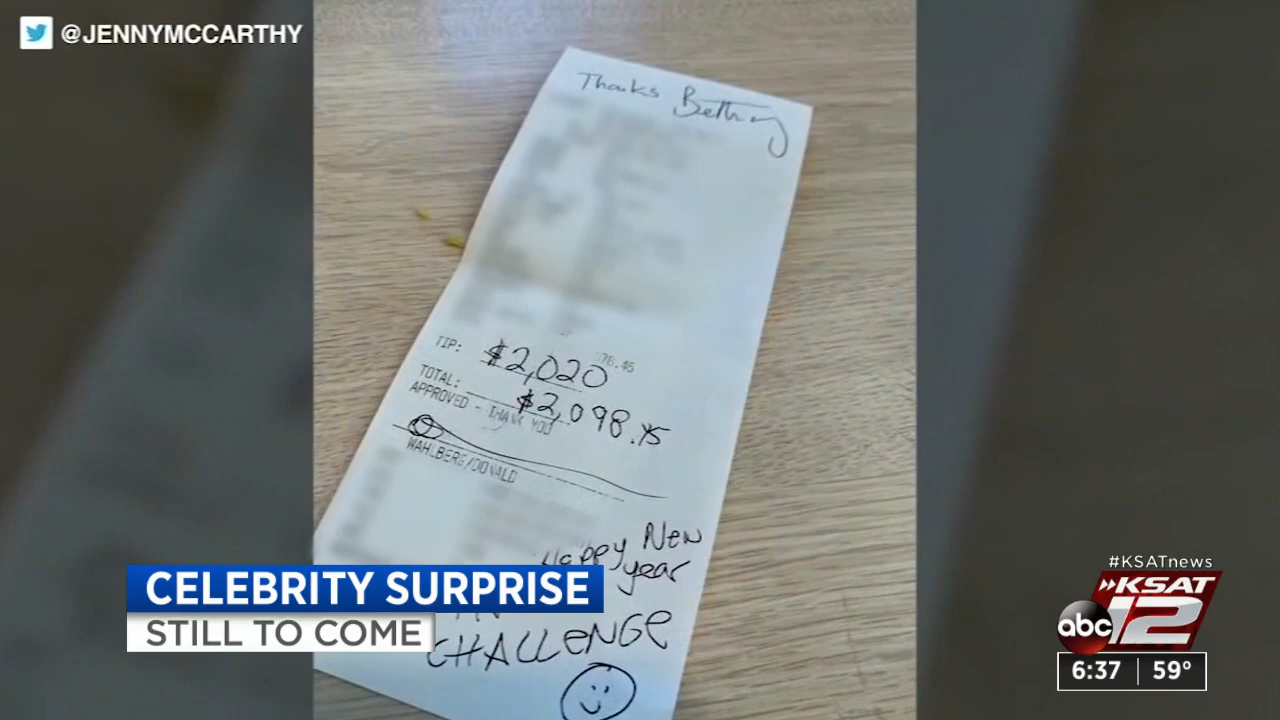 @JENNYMCCARTHY
Thanks Bethany
78.45
TIP: $2,020
TOTAL: $2,098.45
APPROVED - THANK YOU
WAHLBERG/DONALD
Happy New
year
CHALLENGE
CELEBRITY SURPRISE
STILL TO COME
#KSATnews
KSAT
abc 12
6:37 59°